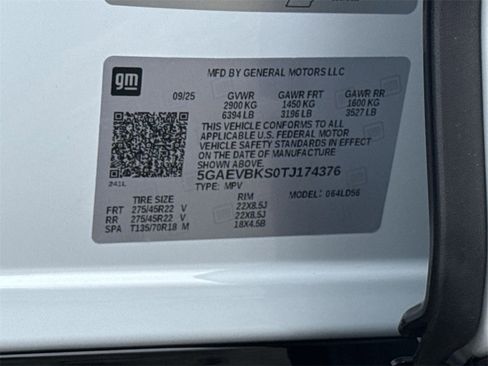 gm
MFD BY GENERAL MOTORS LLC
09/25 GVWR GAWR FRT GAWR RR
2900 KG 1450 KG 1600 KG
6394 LB 3196 LB 3527 LB
THIS VEHICLE CONFORMS TO ALL
APPLICABLE U.S. FEDERAL MOTOR
VEHICLE SAFETY STANDARDS IN EFFECT
ON THE DATE OF MANUFACTURE
SHOWN ABOVE.
5GAEVBKS0TJ174376
TYPE: MPV
241L
TIRE SIZE RIM MODEL: 064LD56
FRT 275/45R22 V 22X8.5J
RR 275/45R22 V 22X8.5J
SPA T135/70R18 M 18X4.5B